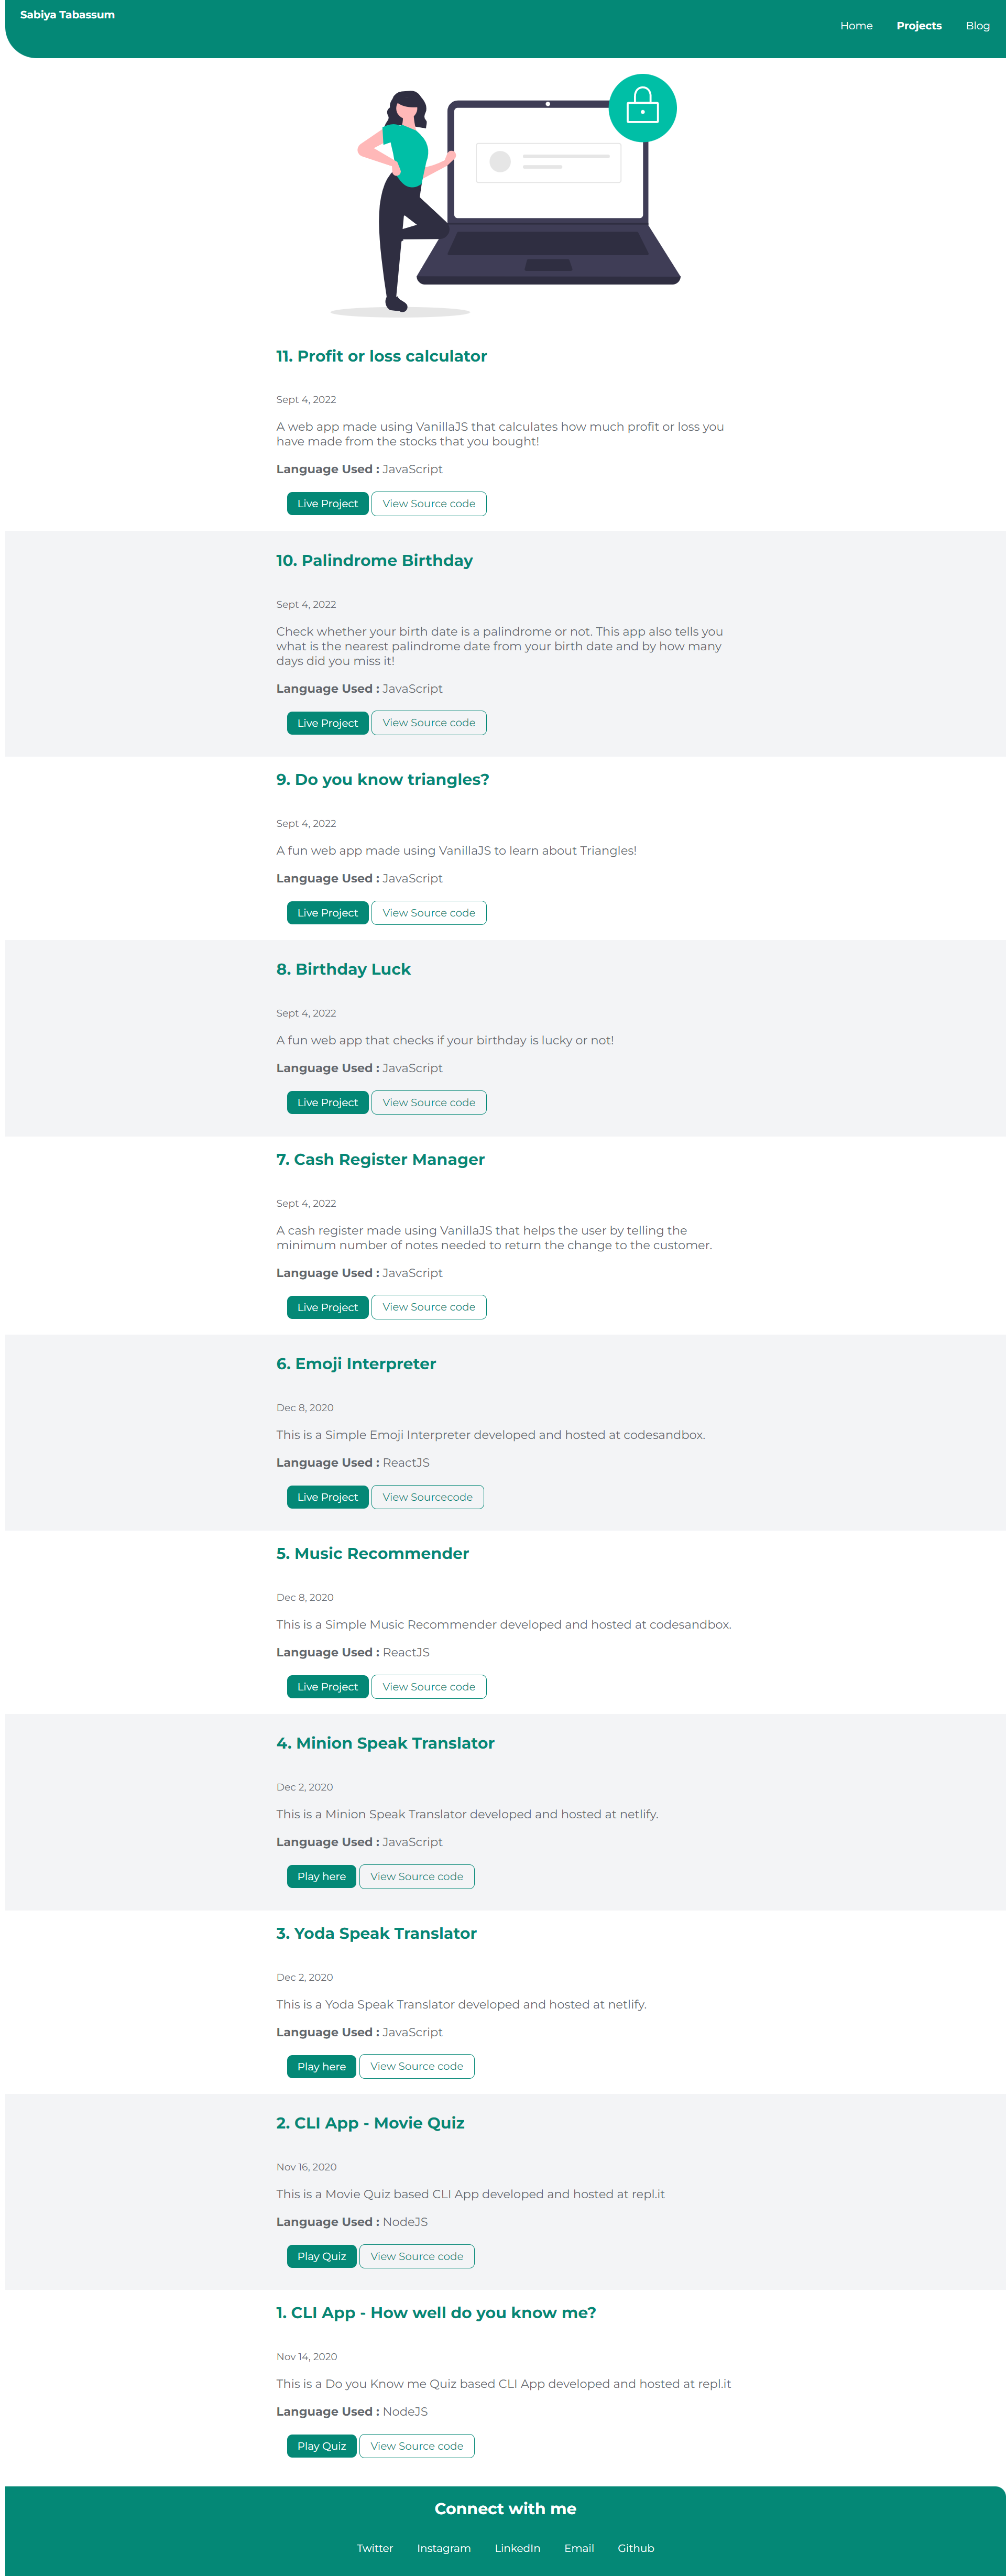 Sabiya Tabassum
Home Projects Blog
11. Profit or loss calculator
Sept 4, 2022
A web app made using VanillaJS that calculates how much profit or loss you
have made from the stocks that you bought!
Language Used : JavaScript
Live Project View Source code
10. Palindrome Birthday
Sept 4, 2022
Check whether your birth date is a palindrome or not. This app also tells you
what is the nearest palindrome date from your birth date and by how many
days did you miss it!
Language Used : JavaScript
Live Project View Source code
9. Do you know triangles?
Sept 4, 2022
A fun web app made using VanillaJS to learn about Triangles!
Language Used : JavaScript
Live Project View Source code
8. Birthday Luck
Sept 4, 2022
A fun web app that checks if your birthday is lucky or not!
Language Used : JavaScript
Live Project View Source code
7. Cash Register Manager
Sept 4, 2022
A cash register made using VanillaJS that helps the user by telling the
minimum number of notes needed to return the change to the customer.
Language Used : JavaScript
Live Project View Source code
6. Emoji Interpreter
Dec 8, 2020
This is a Simple Emoji Interpreter developed and hosted at codesandbox.
Language Used : ReactJS
Live Project View Sourcecode
5. Music Recommender
Dec 8, 2020
This is a Simple Music Recommender developed and hosted at codesandbox.
Language Used : ReactJS
Live Project View Source code
4. Minion Speak Translator
Dec 2, 2020
This is a Minion Speak Translator developed and hosted at netlify.
Language Used : JavaScript
Play here View Source code
3. Yoda Speak Translator
Dec 2, 2020
This is a Yoda Speak Translator developed and hosted at netlify.
Language Used : JavaScript
Play here View Source code
2. CLI App - Movie Quiz
Nov 16, 2020
This is a Movie Quiz based CLI App developed and hosted at repl.it
Language Used : NodeJS
Play Quiz View Source code
1. CLI App - How well do you know me?
Nov 14, 2020
This is a Do you Know me Quiz based CLI App developed and hosted at repl.it
Language Used : NodeJS
Play Quiz View Source code
Connect with me
Twitter Instagram LinkedIn Email Github